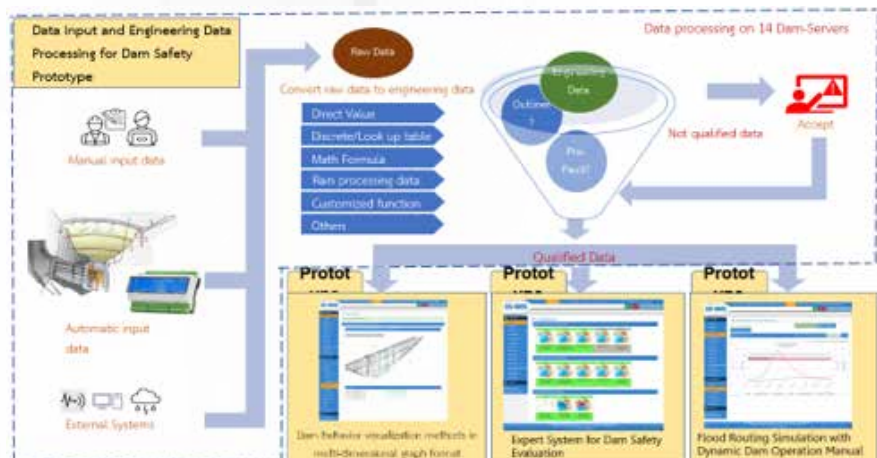 Data Input and Engineering Data
Processing for Dam Safety
Prototype
Raw Data
Data processing on 14 Dam-Servers
Convert raw data to engineering data
Direct Value
Discrete/Look up table
Math Formula
Rain processing data
Customized function
Others
Engineering
Data
Not qualified data
Accept
Manual input data
Automatic input
data
External Systems
Qualified Data
Protot
Protot
Protot
Dam Behavior visualization methods in
multi-dimensional graph format
Expert System for Dam Safety
Evaluation
Flood Routing Simulation with
Dynamic Dam Operation Manual